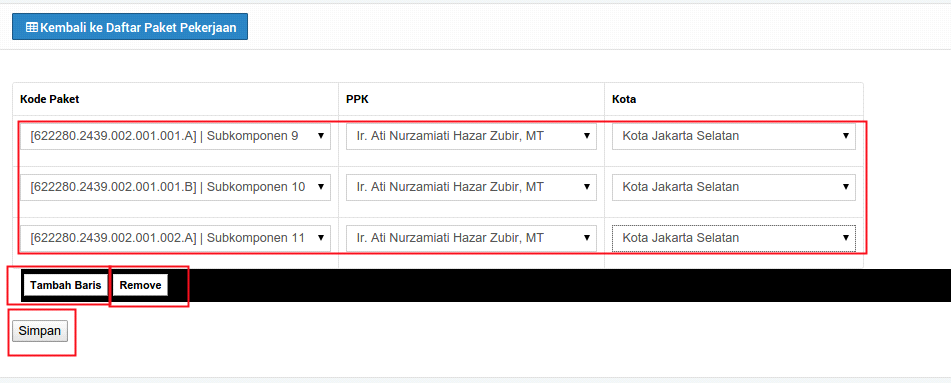 Kembali ke Daftar Paket Pekerjaan
Kode Paket PPK Kota
[622280.2439.002.001.001.A] | Subkomponen 9 Ir. Ati Nurzamiati Hazar Zubir, MT Kota Jakarta Selatan
[622280.2439.002.001.001.B] | Subkomponen 10 Ir. Ati Nurzamiati Hazar Zubir, MT Kota Jakarta Selatan
[622280.2439.002.001.002.A] | Subkomponen 11 Ir. Ati Nurzamiati Hazar Zubir, MT Kota Jakarta Selatan
Tambah Baris Remove
Simpan